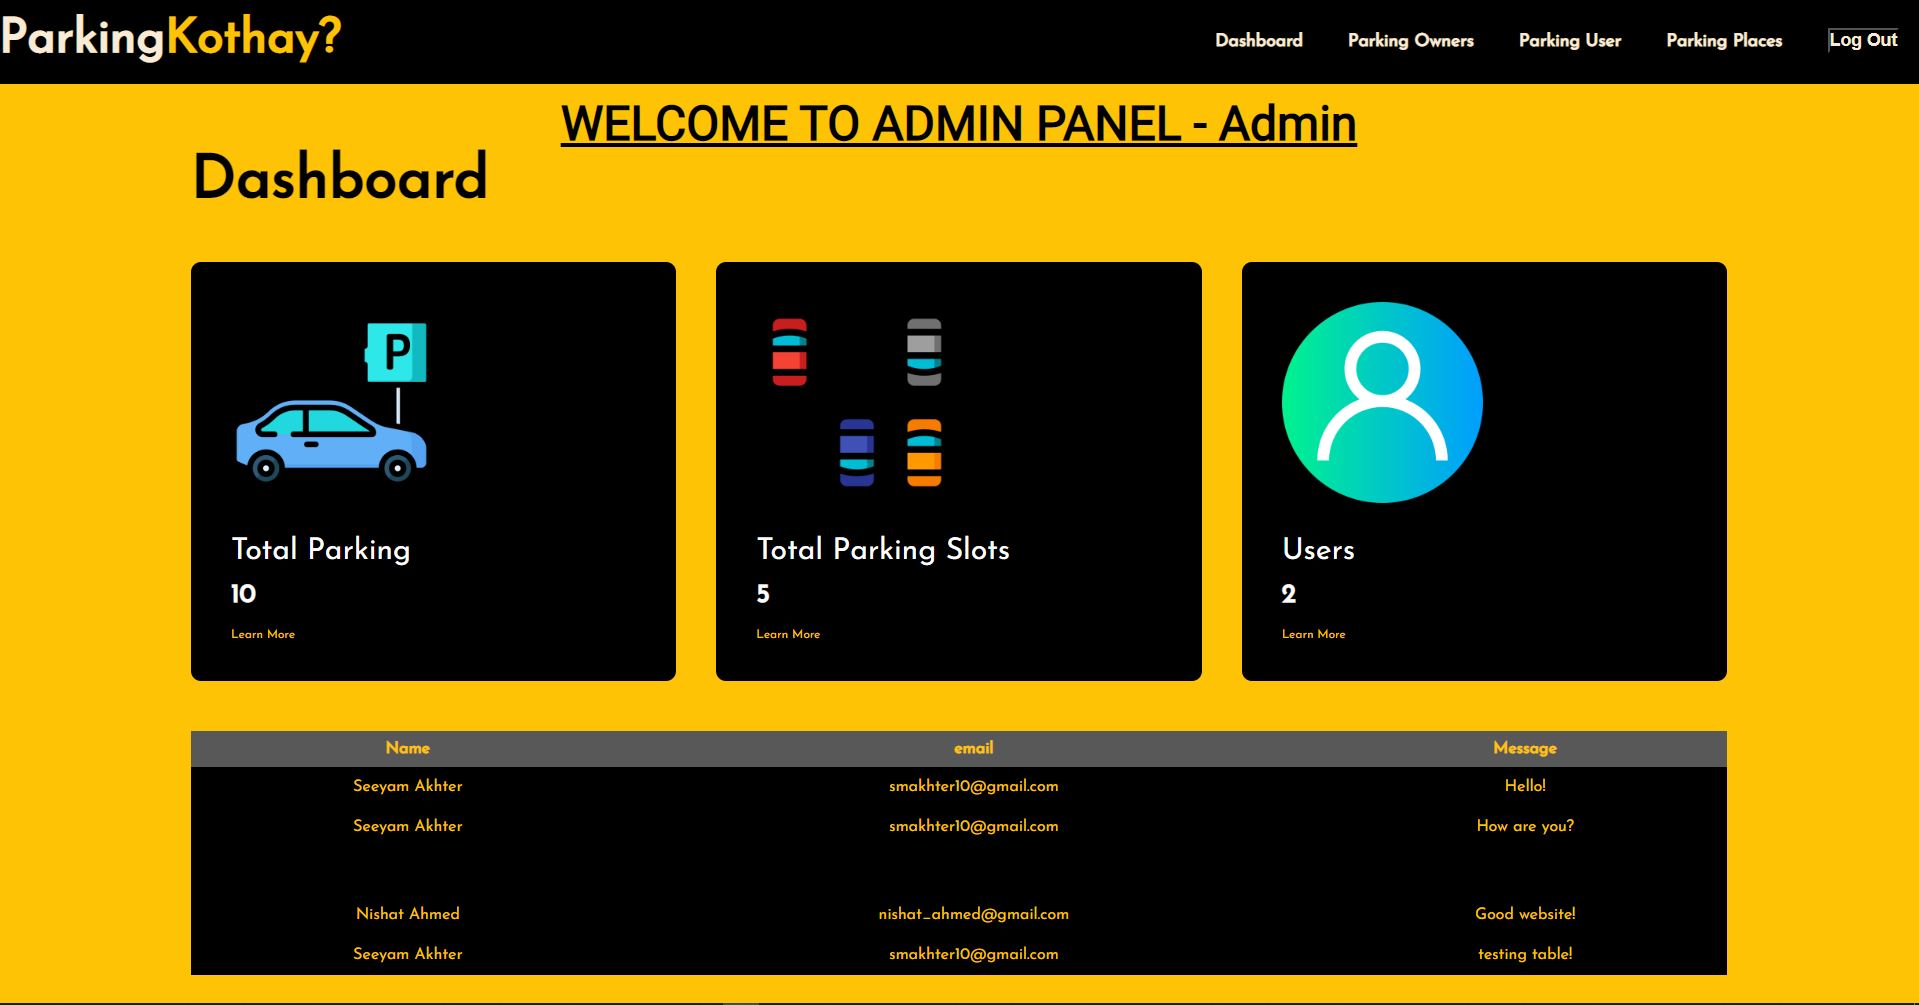 ParkingKothay? Dashboard Parking Owners Parking User Parking Places Log Out
WELCOME TO ADMIN PANEL - Admin
Dashboard
P
Total Parking
10
Learn More
Total Parking Slots
5
Learn More
Users
2
Learn More
Name email Message
Seeyam Akhter smakhter10@gmail.com Hello!
Seeyam Akhter smakhter10@gmail.com How are you?
Nishat Ahmed nishat_ahmed@gmail.com Good website!
Seeyam Akhter smakhter10@gmail.com testing table!